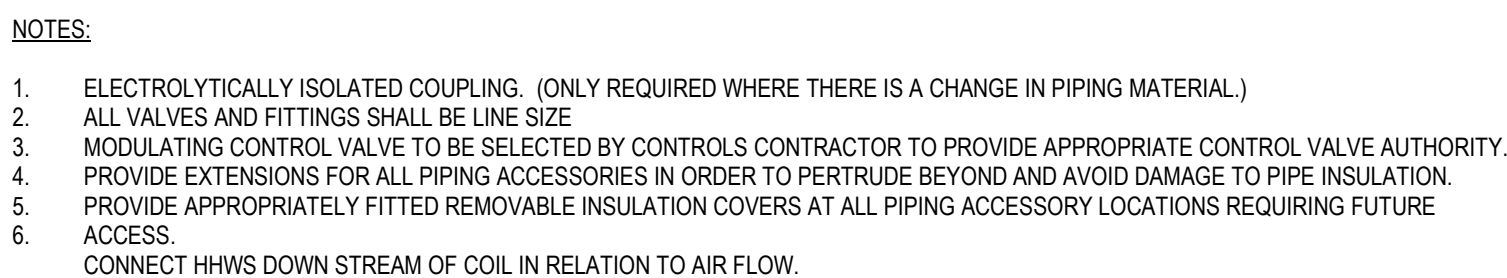 NOTES:
1. ELECTROLYTICALLY ISOLATED COUPLING. (ONLY REQUIRED WHERE THERE IS A CHANGE IN PIPING MATERIAL.)
2. ALL VALVES AND FITTINGS SHALL BE LINE SIZE
3. MODULATING CONTROL VALVE TO BE SELECTED BY CONTROLS CONTRACTOR TO PROVIDE APPROPRIATE CONTROL VALVE AUTHORITY.
4. PROVIDE EXTENSIONS FOR ALL PIPING ACCESSORIES IN ORDER TO PERTRUDE BEYOND AND AVOID DAMAGE TO PIPE INSULATION.
5. PROVIDE APPROPRIATELY FITTED REMOVABLE INSULATION COVERS AT ALL PIPING ACCESSORY LOCATIONS REQUIRING FUTURE
6. ACCESS.
CONNECT HHWS DOWN STREAM OF COIL IN RELATION TO AIR FLOW.